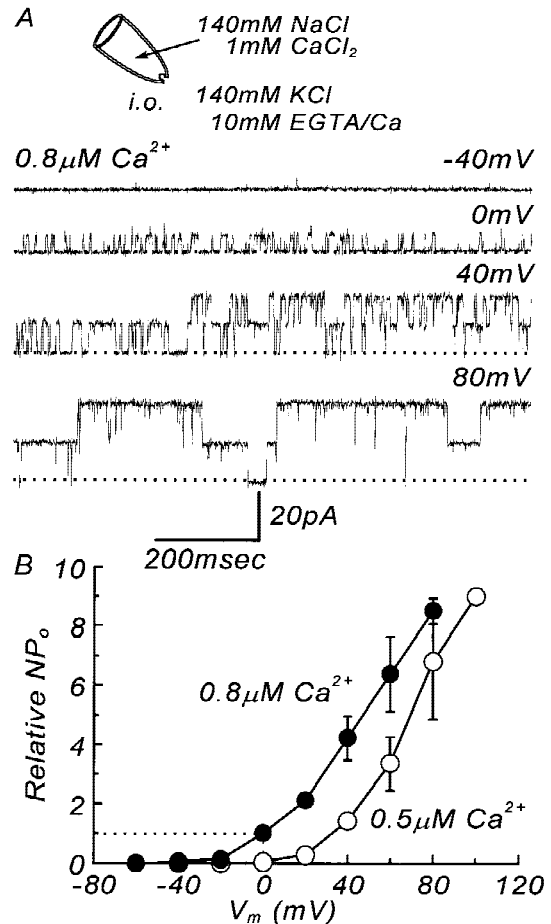 A
140mM NaCl
1mM CaCl₂
i.o.
140mM KCl
10mM EGTA/Ca
0.8μM Ca²⁺
-40mV
0mV
40mV
80mV
20pA
200msec
B
10
8
6
4
2
0
Relative NPₒ
0.8μM Ca²⁺
0.5μM Ca²⁺
-80 -40 0 40 80 120
Vₘ (mV)